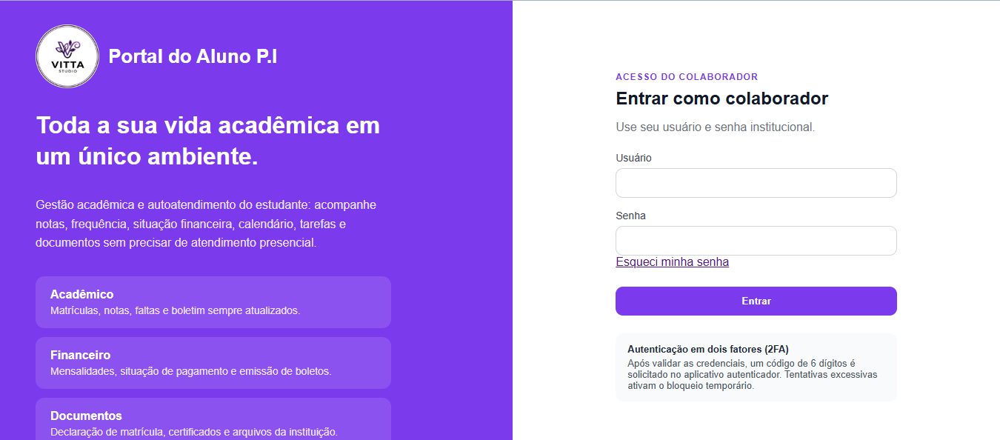 VITTA
STUDIO
Portal do Aluno P.I
Toda a sua vida acadêmica em
um único ambiente.
Gestão acadêmica e autoatendimento do estudante: acompanhe
notas, frequência, situação financeira, calendário, tarefas e
documentos sem precisar de atendimento presencial.
Acadêmico
Matrículas, notas, faltas e boletim sempre atualizados.
Financeiro
Mensalidades, situação de pagamento e emissão de boletos.
Documentos
Declaração de matrícula, certificados e arquivos da instituição.
ACESSO DO COLABORADOR
Entrar como colaborador
Use seu usuário e senha institucional.
Usuário
Senha
Esqueci minha senha
Entrar
Autenticação em dois fatores (2FA)
Após validar as credenciais, um código de 6 dígitos é
solicitado no aplicativo autenticador. Tentativas excessivas
ativam o bloqueio temporário.